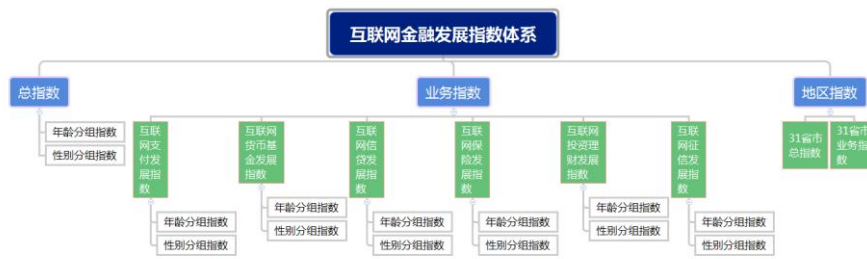 互联网金融发展指数体系
总指数
业务指数
地区指数
年龄分组指数
性别分组指数
互联
网支
付发
展指
数
互联网
货币基
金发展
指数
互联
网信
贷发
展指
数
互联
网保
险发
展指
数
互联网
投资理
财发展
指数
互联
网征
信发
展指
数
31省市
总指数
31省市
业务指
数
年龄分组指数
性别分组指数
年龄分组指数
性别分组指数
年龄分组指数
性别分组指数
年龄分组指数
性别分组指数
年龄分组指数
性别分组指数
年龄分组指数
性别分组指数